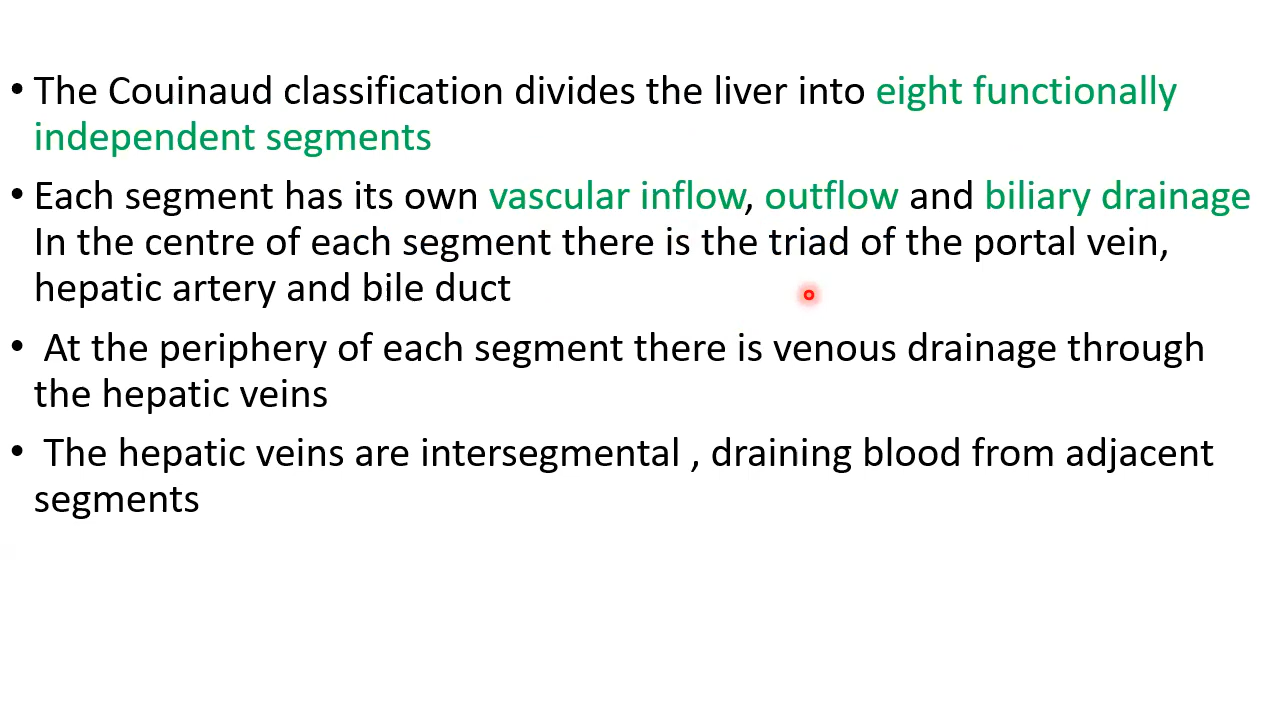 • The Couinaud classification divides the liver into eight functionally
independent segments
• Each segment has its own vascular inflow, outflow and biliary drainage
In the centre of each segment there is the triad of the portal vein,
hepatic artery and bile duct
• At the periphery of each segment there is venous drainage through
the hepatic veins
• The hepatic veins are intersegmental , draining blood from adjacent
segments